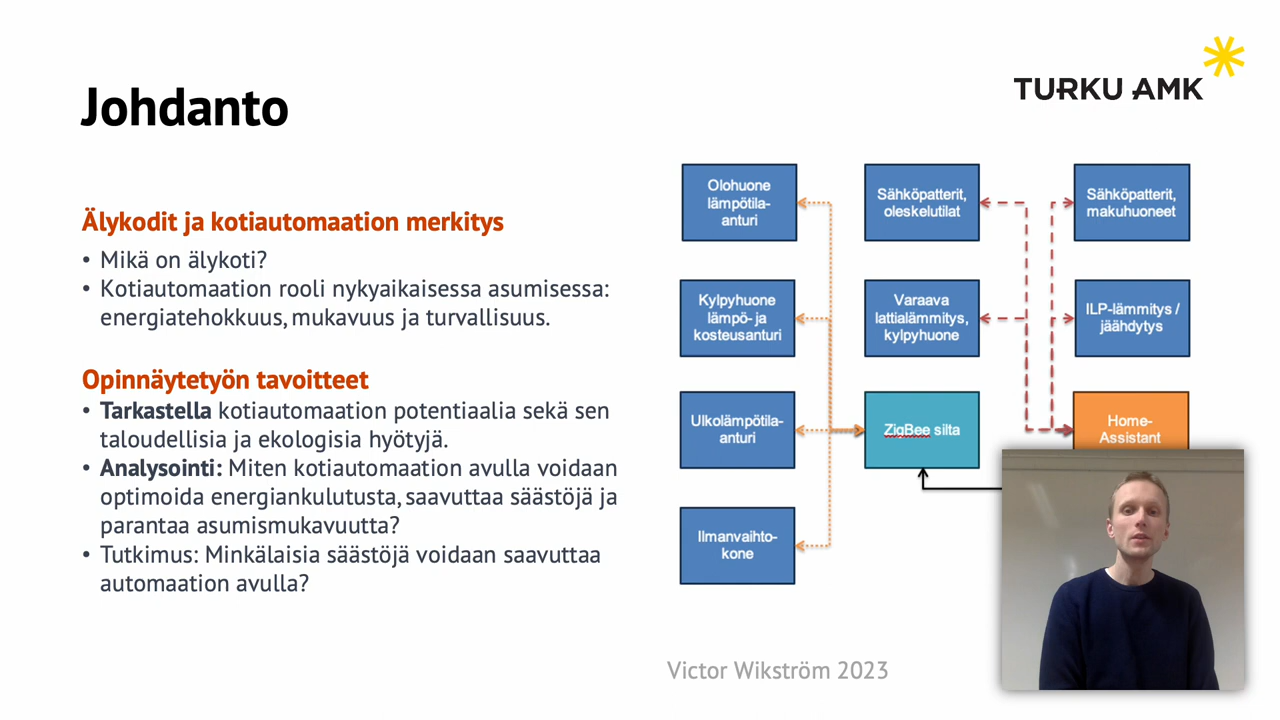 Johdanto
TURKU AMK
Älykodit ja kotiautomaation merkitys
• Mikä on älykoti?
• Kotiautomaation rooli nykyaikaisessa asumisessa:
energiatehokkuus, mukavuus ja turvallisuus.
Opinnäytetyön tavoitteet
• Tarkastella kotiautomaation potentiaalia sekä sen
taloudellisia ja ekologisia hyötyjä.
• Analysointi: Miten kotiautomaation avulla voidaan
optimoida energiankulutusta, saavuttaa säästöjä ja
parantaa asumismukavuutta?
• Tutkimus: Minkälaisia säästöjä voidaan saavuttaa
automaation avulla?
Olohuone
lämpötila-
anturi
Sähköpatterit,
oleskelutilat
Sähköpatterit,
makuhuoneet
Kylpyhuone
lämpö- ja
kosteusanturi
Varaava
lattialämmitys,
kylpyhuone
ILP-lämmitys /
jäähdytys
Ulkolämpötila-
anturi
ZigBee silta
Home-
Assistant
Ilmanvaihto-
kone
Victor Wikström 2023